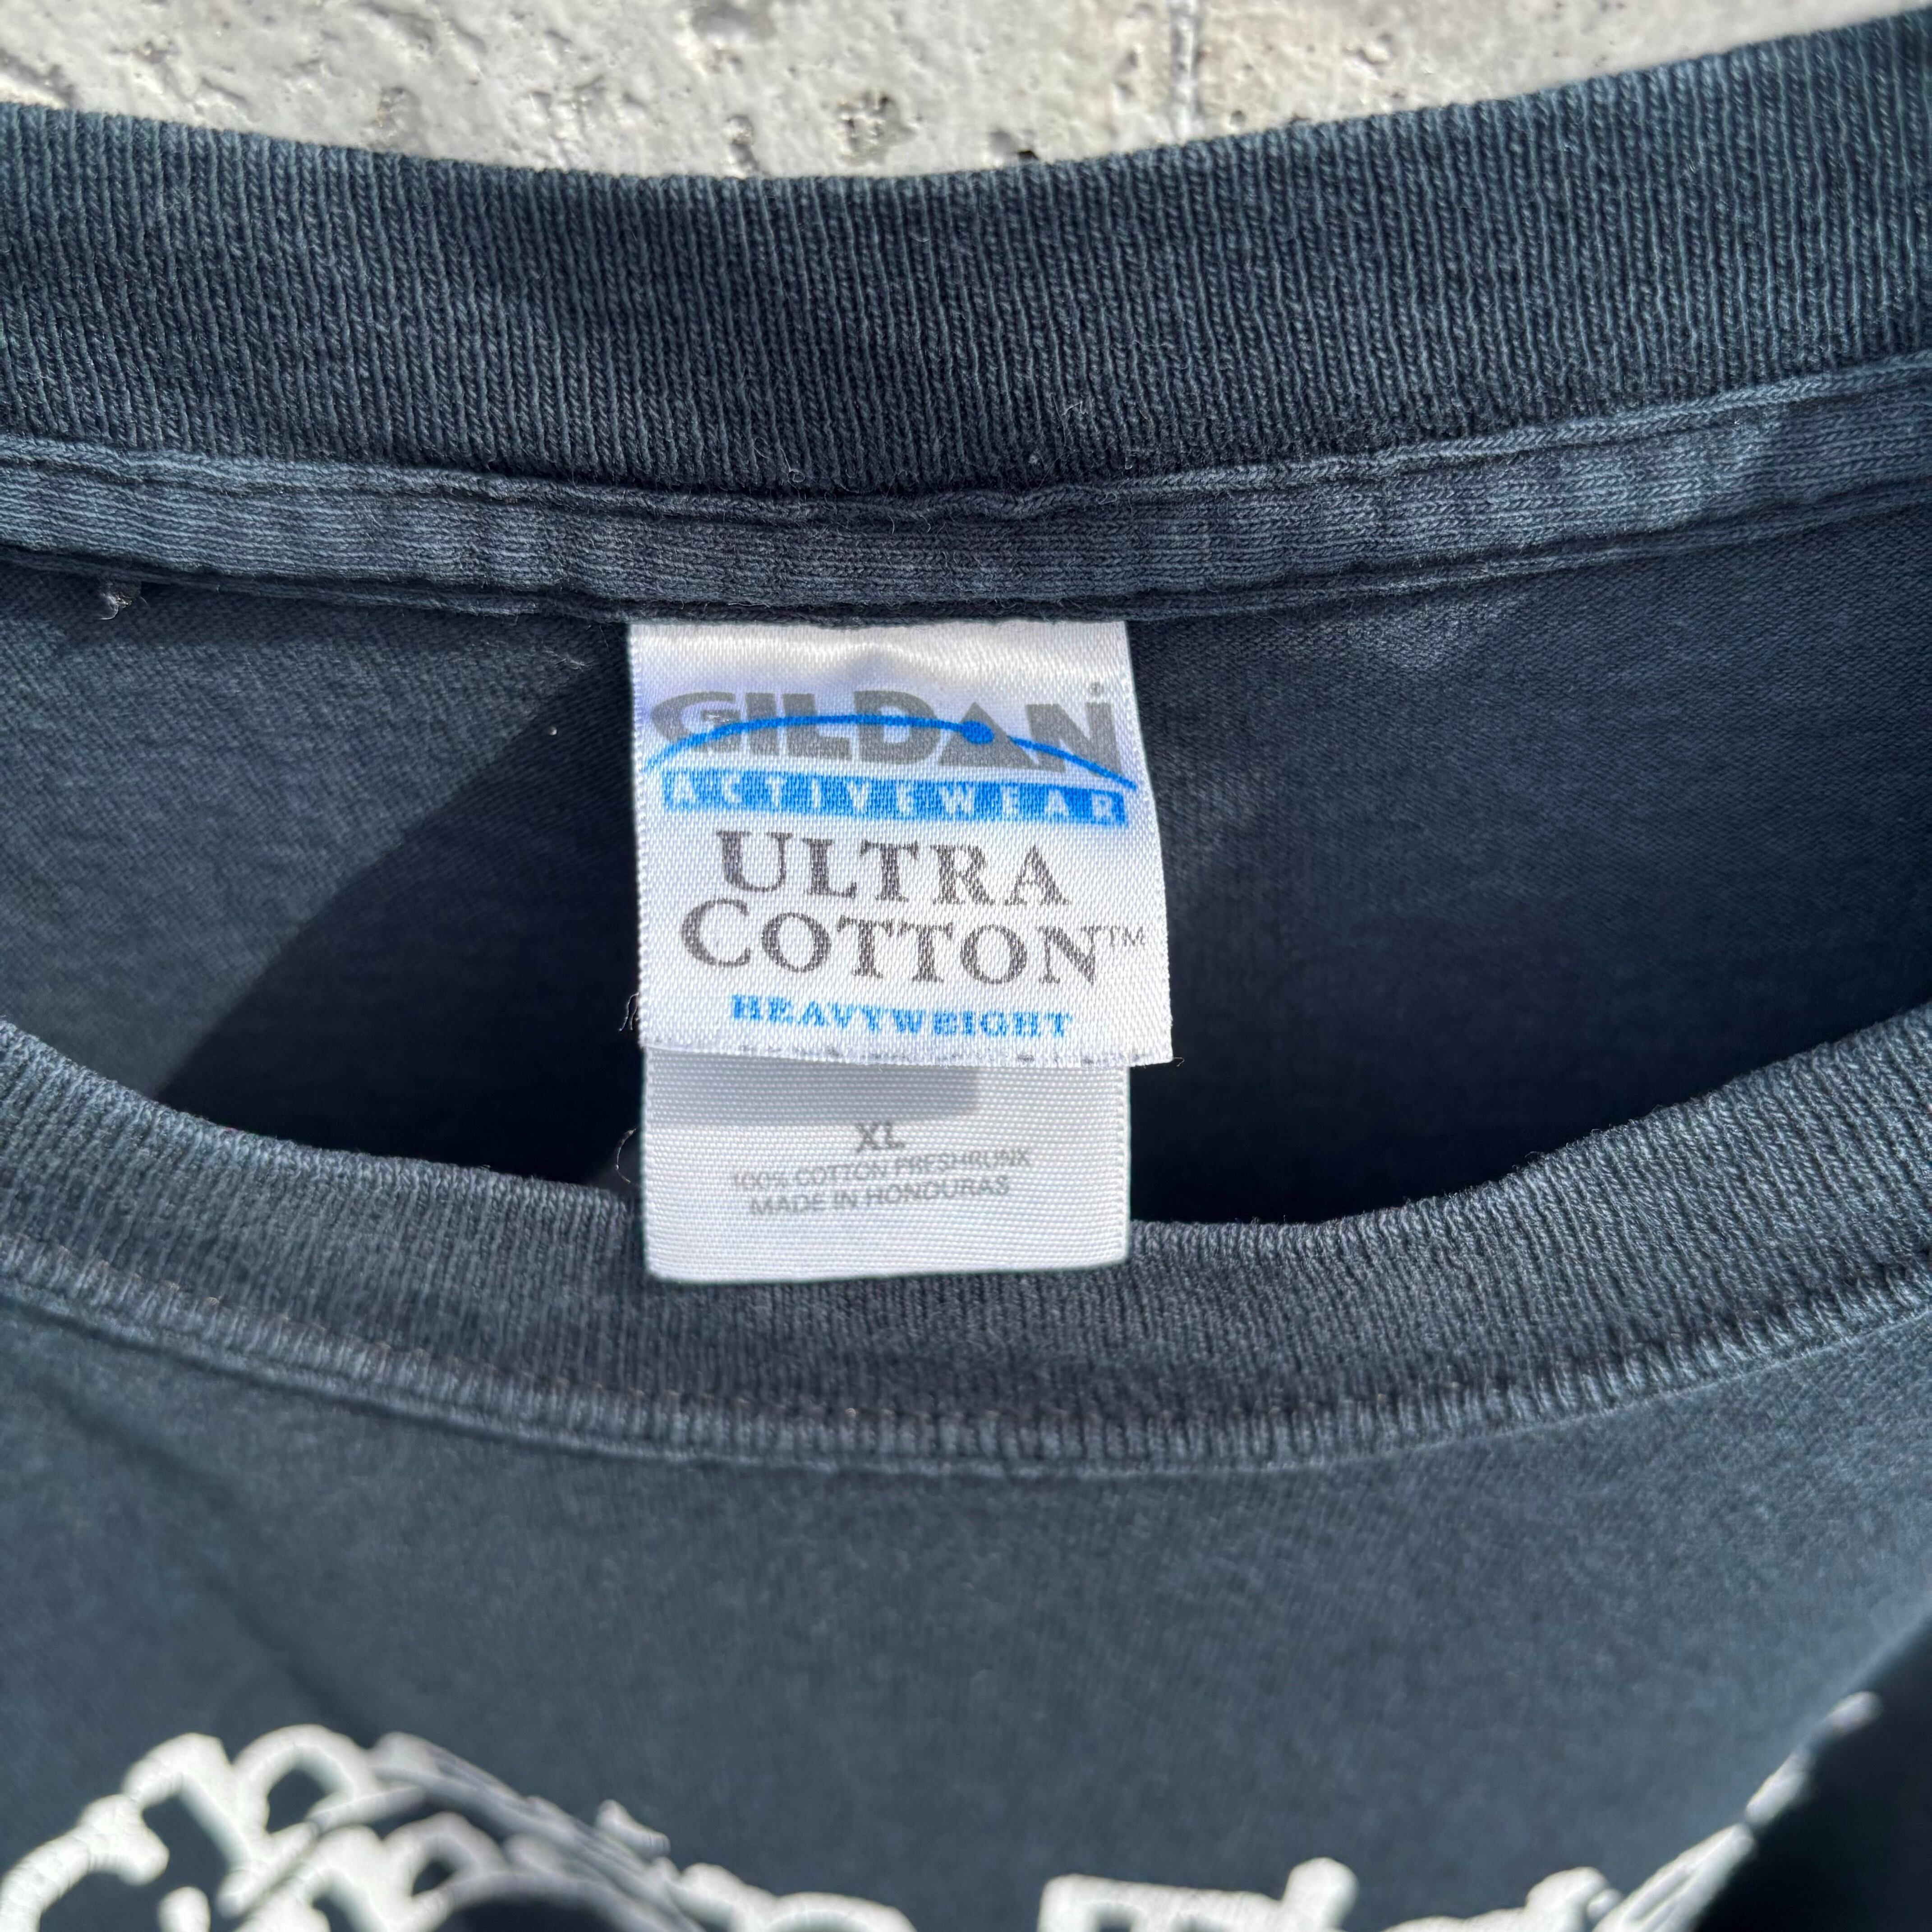 GILDAN®
ACTIVEWEAR
ULTRA
COTTON™
HEAVYWEIGHT
XL
100% COTTON PRESHRUNK
MADE IN HONDURAS